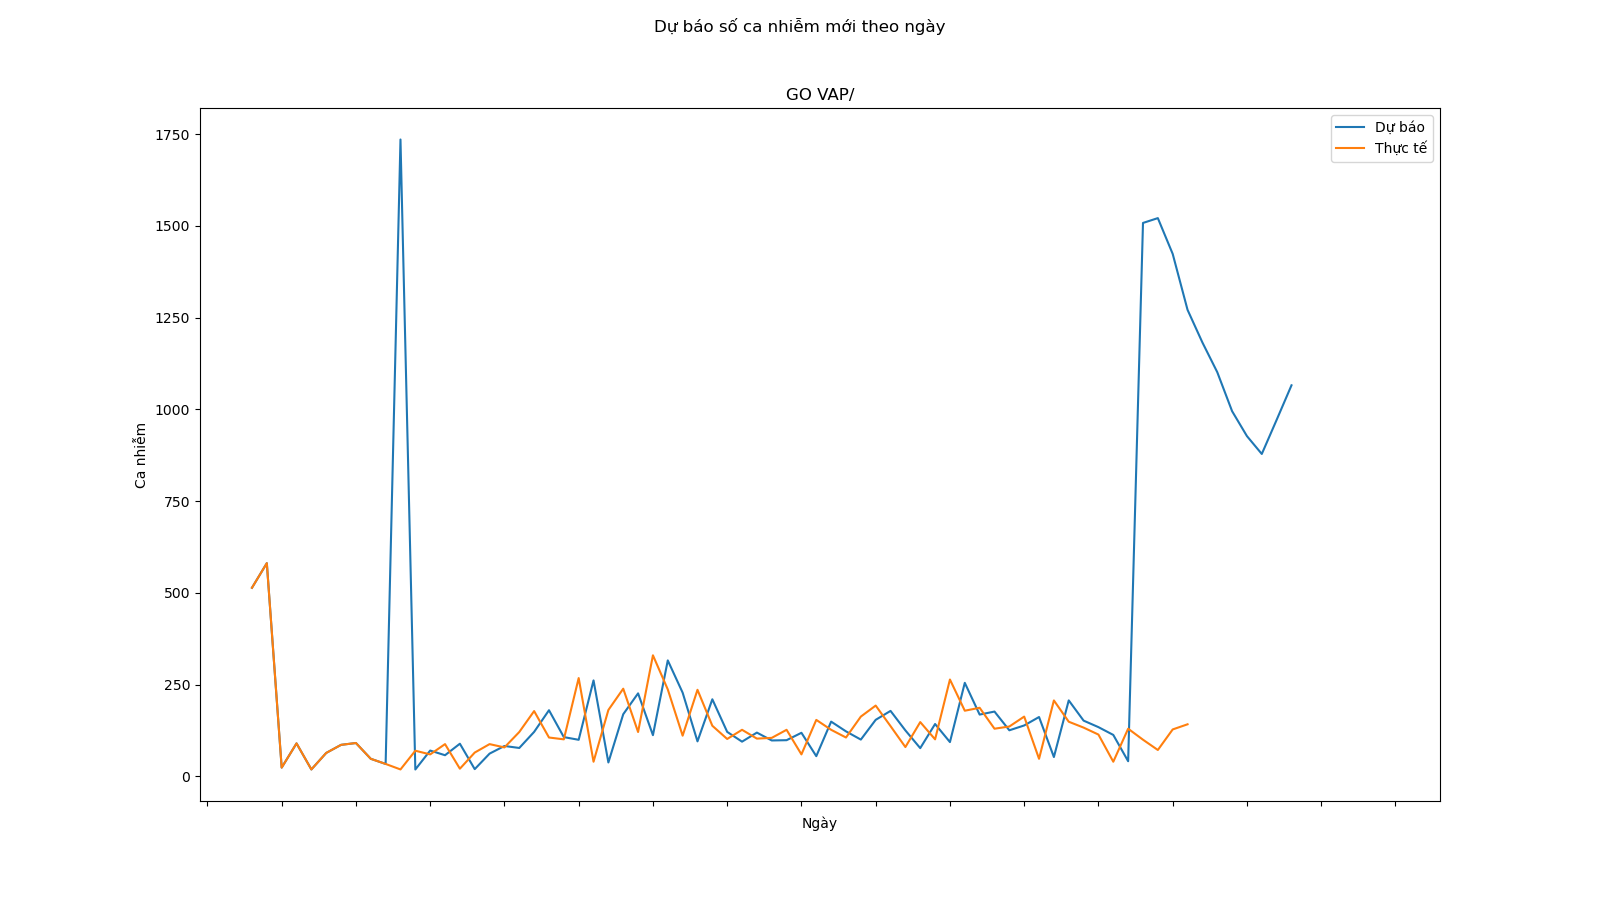 Dự báo số ca nhiễm mới theo ngày
GO VAP/
Dự báo
Thực tế
1750
1500
1250
1000
750
500
250
0
Ca nhiễm
Ngày